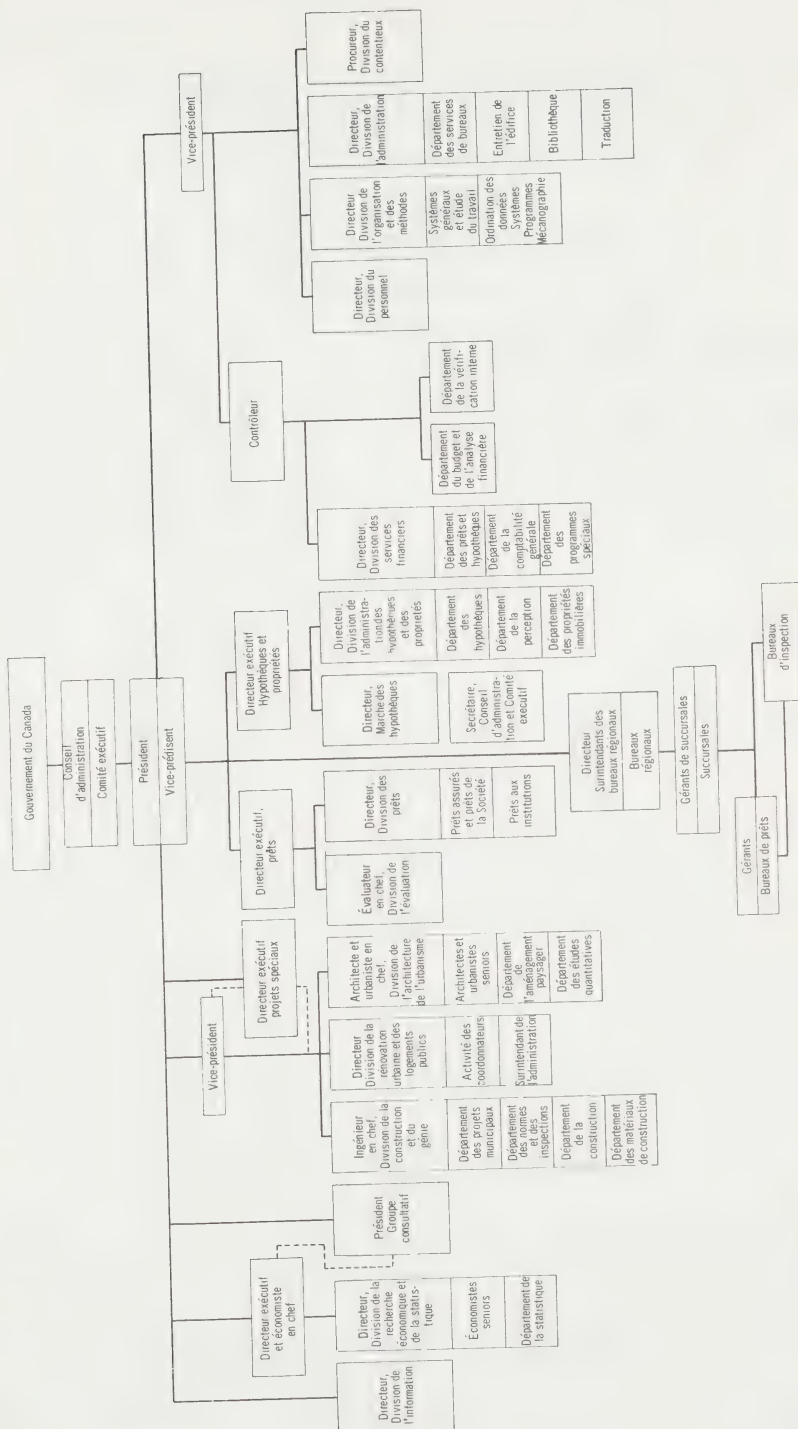 Gouvernement du Canada
Conseil
d'administration
Comité exécutif
Président
Vice-prédisent
Vice-président
Vice-président
Directeur exécutif
et économiste
en chef
Directeur exécutif
projets spéciaux
Directeur exécutif,
prêts
Directeur exécutif
Hypothèques et
propriétés
Contrôleur
Directeur,
Division de
l'information
Directeur,
Division de la
recherche
économique et
de la statis-
tique
Économistes
seniors
Département de
la statistique
Président
Groupe
consultatif
Ingénieur
en chef,
Division de la
construction
et du
génie
Département
des projets
municipaux
Département
des normes
et des
inspections
Département
de la
construction
Département
des matériaux
de construction
Directeur
Division de la
rénovation
urbaine et des
logements
publics
Activité des
coordonnateurs
Surintendant de
l'administration
Architecte et
urbaniste en
chef,
Division de
l'architecture
de l'urbanisme
Architectes et
urbanistes
seniors
Département
de
l'aménagement
paysager
Département
des études
quantitatives
Évaluateur
en chef,
Division de
l'évaluation
Directeur,
Division des
prêts
Prêts assurés
et prêts de
la Société
Prêts aux
institutions
Directeur,
Marche des
hypothèques
Secrétaire,
Conseil
d'administra-
tion et Comité
executif
Directeur,
Division de
l'administra-
tiondes
hypothèques
et des
propriétés
Département
des
hypothèques
Département
de la
perception
Département
des propriétés
immobilières
Directeur,
Division des
services
financiers
Département
des prêts et
hypothèques
Département
de la
comptabilité
générale
Département
des
programmes
spéciaux
Département
du budget et
de l'analyse
financière
Département
de la vérifi-
cation interne
Directeur,
Division du
personnel
Directeur
Division de
l'organisation
et des
méthodes
Systèmes
généraux
et étude
du travail
Ordination des
données
Systèmes
Programmes
Mécanographie
Directeur,
Division de
l'administration
Département
des services
de bureaux
Entretien de
l'édifice
Bibliothèque
Traduction
Procureur,
Division du
contentieux
Directeur
Surintendants des
bureaux régionaux
Bureaux
régionaux
Gérants de succursales
Succursales
Gérants
Bureaux de prêts
Bureaux
d'inspection